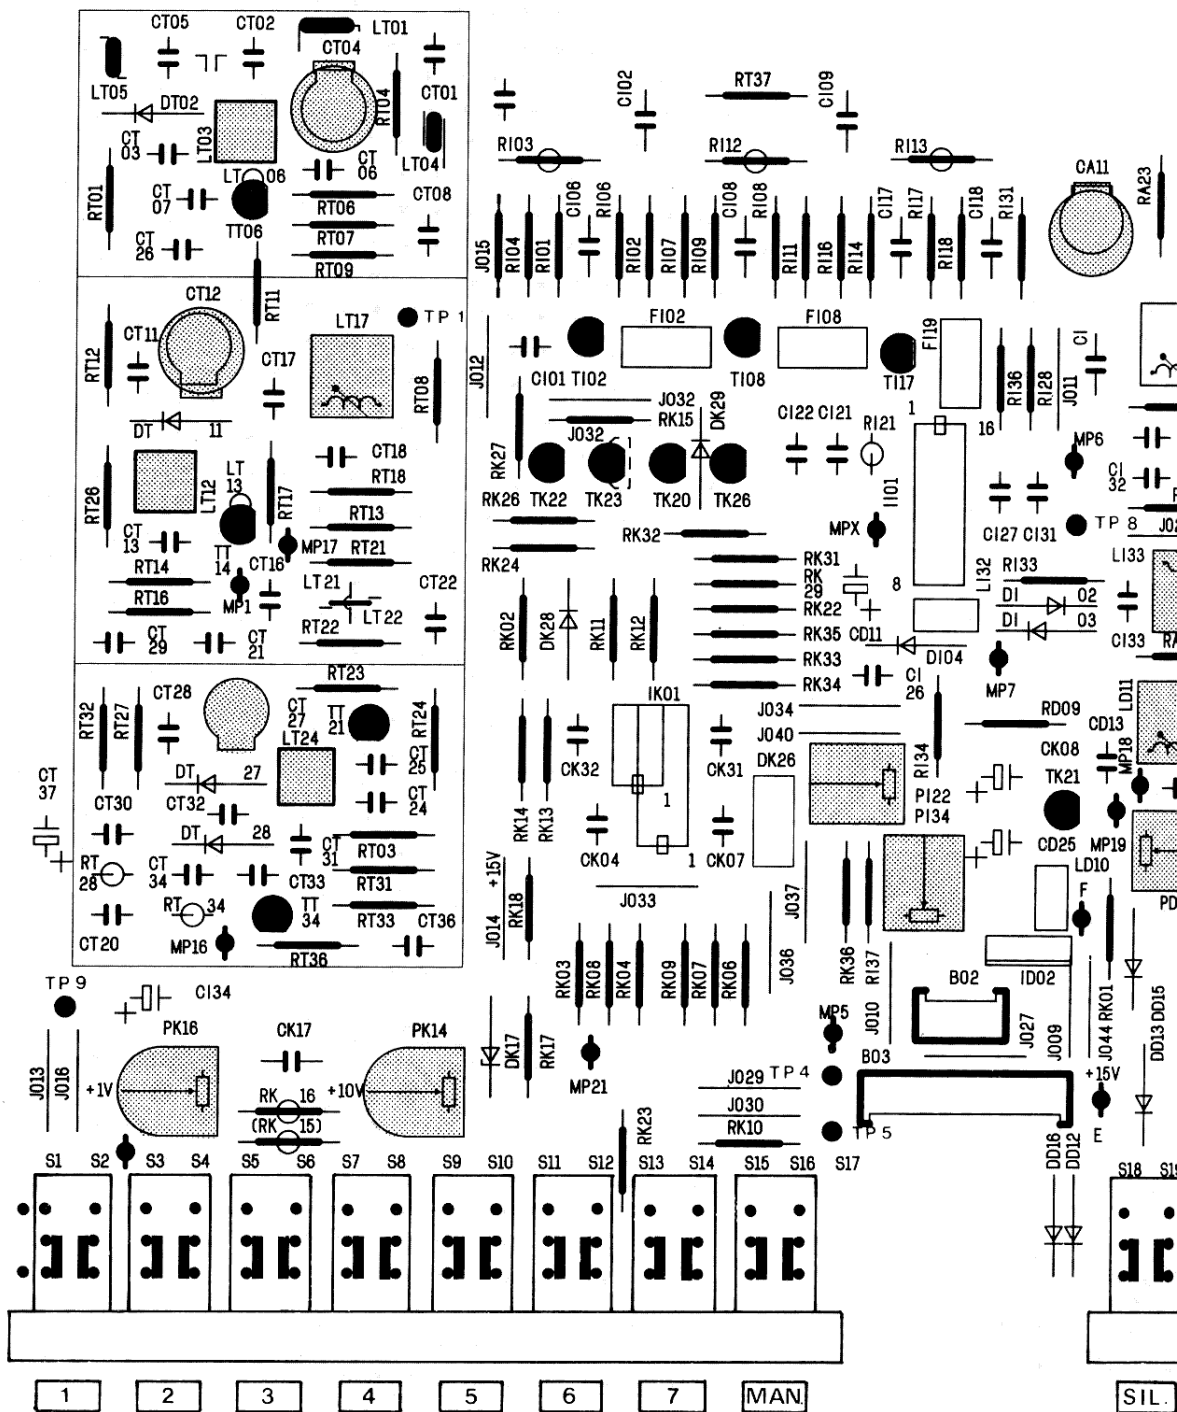 CT05
CT02
LT01
CT04
LT05
DT02
LT03
RT04
CT01
LT04
CT
03
CT
06
LT 06
CT
07
RT01
RT06
CT08
TT06
RT07
CT
26
RT09
RT11
CT12
TP 1
LT17
CT11
RT12
CT17
RT08
DT 11
CT18
LT
13
LT12
RT18
RT26
RT17
RT13
CT
13
MP17
TT
14
CT16
RT21
RT14
LT21
CT22
MP1
RT16
LT22
RT22
CT
29
CT
21
RT23
CT28
CT
27
TT
21
RT32
RT27
RT24
LT24
CT
25
DT 27
CT
37
CT30
CT32
CT
24
DT 28
RT03
CT
31
RT
28
CT
34
CT33
RT31
RT 34
TT
34
RT33
CT36
CT20
MP16
RT36
CI02
RT37
CI09
RI03
RI12
RI13
CA11
RA23
J015
RI04
RI01
CI06
RI06
RI02
RI07
RI09
CI08
RI08
RI11
RI16
RI14
CI17
RI17
RI18
CI18
RI31
FI02
FI08
FI19
J012
CI01
TI02
TI08
TI17
RI36
RI28
J011
CI
J032
RK15
DK29
J032
CI22
CI21
RI21
1
16
MP6
RK27
TK22
TK23
TK20
TK26
II01
CI
32
RK26
MPX
CI27
CI31
TP 8
J02
RK32
RK24
RK31
RK
29
8
LI32
RI33
LI33
RK22
DI 02
RK02
DK28
RK11
RK12
RK35
CD11
DI 03
CI33
RK33
DI04
RA
RK34
CI
26
MP7
IK01
J034
LD11
J040
RD09
CD13
CK32
CK31
DK26
RI34
CK08
MP18
TK21
RK14
RK13
1
PI22
PI34
CK04
CK07
1
CD25
MP19
+15V
RK18
J033
J037
LD10
F
PD
J014
RK03
RK08
RK04
RK09
RK07
RK06
J036
RK36
RI37
TP 9
CI34
B02
ID02
J010
J027
J009
J044
RK01
DD15
DD13
PK16
CK17
PK14
DK17
RK17
MP5
B03
MP21
J013
J016
+1V
RK 16
+10V
J029
TP 4
+15V
J030
(RK 15)
RK23
RK10
TP 5
E
DD16
DD12
S1
S2
S3
S4
S5
S6
S7
S8
S9
S10
S11
S12
S13
S14
S15
S16
S17
S18
S19
1
2
3
4
5
6
7
MAN.
SIL.